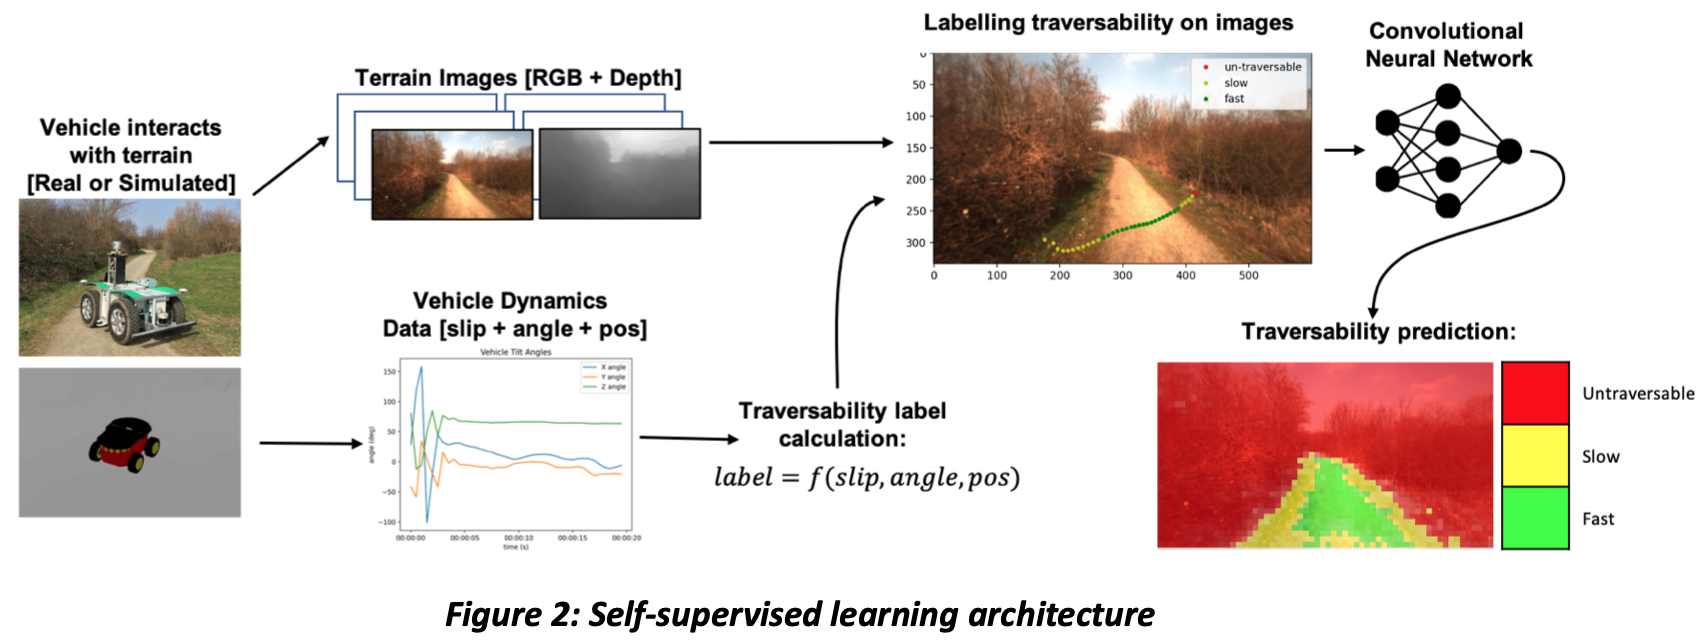 Vehicle interacts
with terrain
[Real or Simulated]
Terrain Images [RGB + Depth]
Vehicle Dynamics
Data [slip + angle + pos]
Vehicle Tilt Angles
X angle
Y angle
Z angle
150
100
50
0
−50
−100
angle (deg)
00:00:00 00:00:05 00:00:10 00:00:15 00:00:20
time (s)
Traversability label
calculation:
label = f(slip, angle, pos)
Labelling traversability on images
un-traversable
slow
fast
0
50
100
150
200
250
300
0 100 200 300 400 500
Convolutional
Neural Network
Traversability prediction:
Untraversable
Slow
Fast
Figure 2: Self-supervised learning architecture